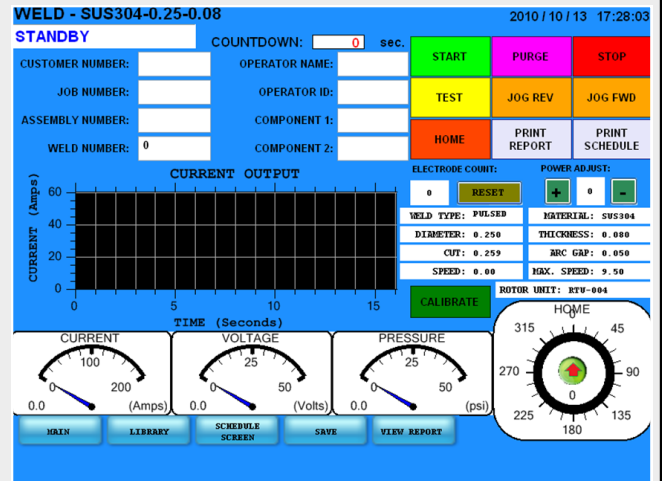 WELD - SUS304-0.25-0.08
2010 / 10 / 13 17:28:03
STANDBY
COUNTDOWN: 0 sec.
CUSTOMER NUMBER:
OPERATOR NAME:
JOB NUMBER:
OPERATOR ID:
ASSEMBLY NUMBER:
COMPONENT 1:
WELD NUMBER: 0
COMPONENT 2:
START
PURGE
STOP
TEST
JOG REV
JOG FWD
HOME
PRINT
REPORT
PRINT
SCHEDULE
CURRENT OUTPUT
CURRENT (Amps)
60
40
20
0
0 5 10 15
TIME (Seconds)
ELECTRODE COUNT:
POWER ADJUST:
0
RESET
+
0
-
WELD TYPE: PULSED
MATERIAL: SUS304
DIAMETER: 0.250
THICKNESS: 0.080
CUT: 0.259
ARC GAP: 0.050
SPEED: 0.00
MAX. SPEED: 9.50
CALIBRATE
ROTOR UNIT: RTU-004
CURRENT
100
0 200
0.0 (Amps)
VOLTAGE
25
0 50
0.0 (Volts)
PRESSURE
25
0 50
0.0 (psi)
HOME
0
315 45
270 90
0
225 135
180
MAIN
LIBRARY
SCHEDULE
SCREEN
SAVE
VIEW REPORT